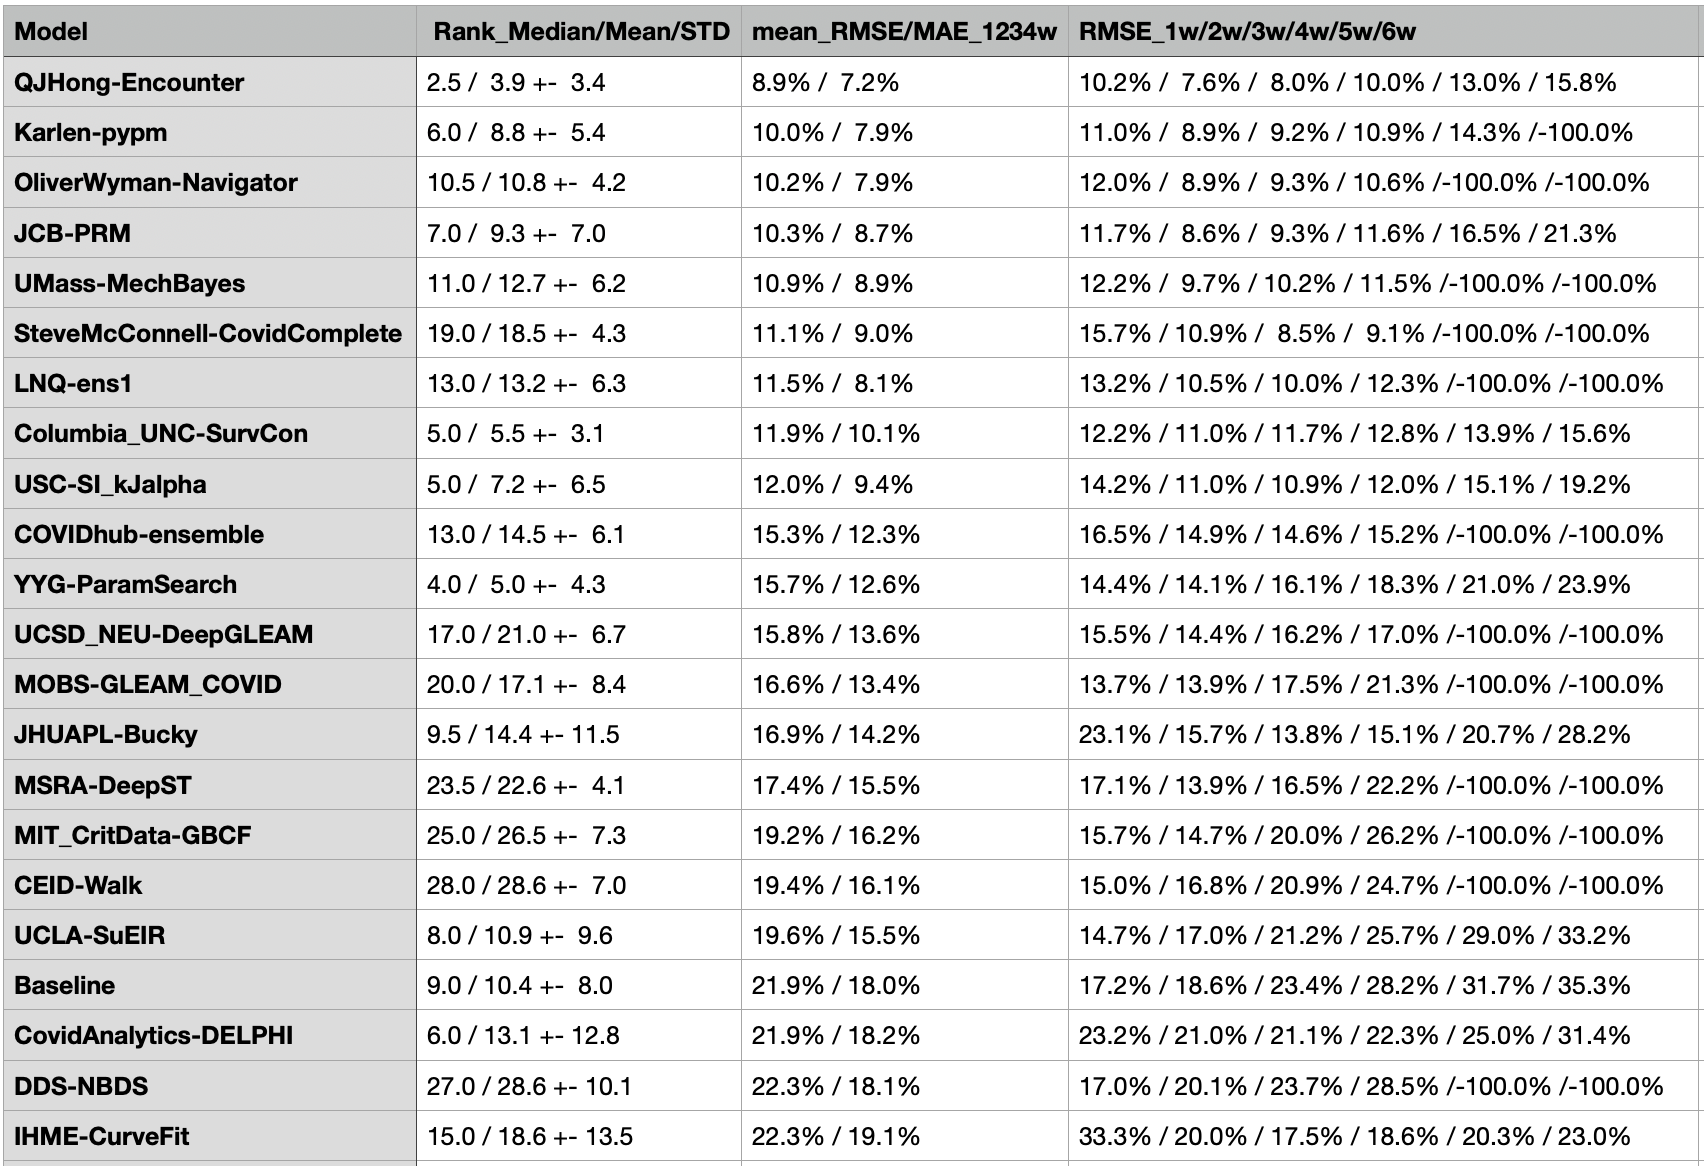 Model Rank_Median/Mean/STD mean_RMSE/MAE_1234w RMSE_1w/2w/3w/4w/5w/6w
QJHong-Encounter 2.5 / 3.9 +- 3.4 8.9% / 7.2% 10.2% / 7.6% / 8.0% / 10.0% / 13.0% / 15.8%
Karlen-pypm 6.0 / 8.8 +- 5.4 10.0% / 7.9% 11.0% / 8.9% / 9.2% / 10.9% / 14.3% /-100.0%
OliverWyman-Navigator 10.5 / 10.8 +- 4.2 10.2% / 7.9% 12.0% / 8.9% / 9.3% / 10.6% /-100.0% /-100.0%
JCB-PRM 7.0 / 9.3 +- 7.0 10.3% / 8.7% 11.7% / 8.6% / 9.3% / 11.6% / 16.5% / 21.3%
UMass-MechBayes 11.0 / 12.7 +- 6.2 10.9% / 8.9% 12.2% / 9.7% / 10.2% / 11.5% /-100.0% /-100.0%
SteveMcConnell-CovidComplete 19.0 / 18.5 +- 4.3 11.1% / 9.0% 15.7% / 10.9% / 8.5% / 9.1% /-100.0% /-100.0%
LNQ-ens1 13.0 / 13.2 +- 6.3 11.5% / 8.1% 13.2% / 10.5% / 10.0% / 12.3% /-100.0% /-100.0%
Columbia_UNC-SurvCon 5.0 / 5.5 +- 3.1 11.9% / 10.1% 12.2% / 11.0% / 11.7% / 12.8% / 13.9% / 15.6%
USC-SI_kJalpha 5.0 / 7.2 +- 6.5 12.0% / 9.4% 14.2% / 11.0% / 10.9% / 12.0% / 15.1% / 19.2%
COVIDhub-ensemble 13.0 / 14.5 +- 6.1 15.3% / 12.3% 16.5% / 14.9% / 14.6% / 15.2% /-100.0% /-100.0%
YYG-ParamSearch 4.0 / 5.0 +- 4.3 15.7% / 12.6% 14.4% / 14.1% / 16.1% / 18.3% / 21.0% / 23.9%
UCSD_NEU-DeepGLEAM 17.0 / 21.0 +- 6.7 15.8% / 13.6% 15.5% / 14.4% / 16.2% / 17.0% /-100.0% /-100.0%
MOBS-GLEAM_COVID 20.0 / 17.1 +- 8.4 16.6% / 13.4% 13.7% / 13.9% / 17.5% / 21.3% /-100.0% /-100.0%
JHUAPL-Bucky 9.5 / 14.4 +- 11.5 16.9% / 14.2% 23.1% / 15.7% / 13.8% / 15.1% / 20.7% / 28.2%
MSRA-DeepST 23.5 / 22.6 +- 4.1 17.4% / 15.5% 17.1% / 13.9% / 16.5% / 22.2% /-100.0% /-100.0%
MIT_CritData-GBCF 25.0 / 26.5 +- 7.3 19.2% / 16.2% 15.7% / 14.7% / 20.0% / 26.2% /-100.0% /-100.0%
CEID-Walk 28.0 / 28.6 +- 7.0 19.4% / 16.1% 15.0% / 16.8% / 20.9% / 24.7% /-100.0% /-100.0%
UCLA-SuEIR 8.0 / 10.9 +- 9.6 19.6% / 15.5% 14.7% / 17.0% / 21.2% / 25.7% / 29.0% / 33.2%
Baseline 9.0 / 10.4 +- 8.0 21.9% / 18.0% 17.2% / 18.6% / 23.4% / 28.2% / 31.7% / 35.3%
CovidAnalytics-DELPHI 6.0 / 13.1 +- 12.8 21.9% / 18.2% 23.2% / 21.0% / 21.1% / 22.3% / 25.0% / 31.4%
DDS-NBDS 27.0 / 28.6 +- 10.1 22.3% / 18.1% 17.0% / 20.1% / 23.7% / 28.5% /-100.0% /-100.0%
IHME-CurveFit 15.0 / 18.6 +- 13.5 22.3% / 19.1% 33.3% / 20.0% / 17.5% / 18.6% / 20.3% / 23.0%